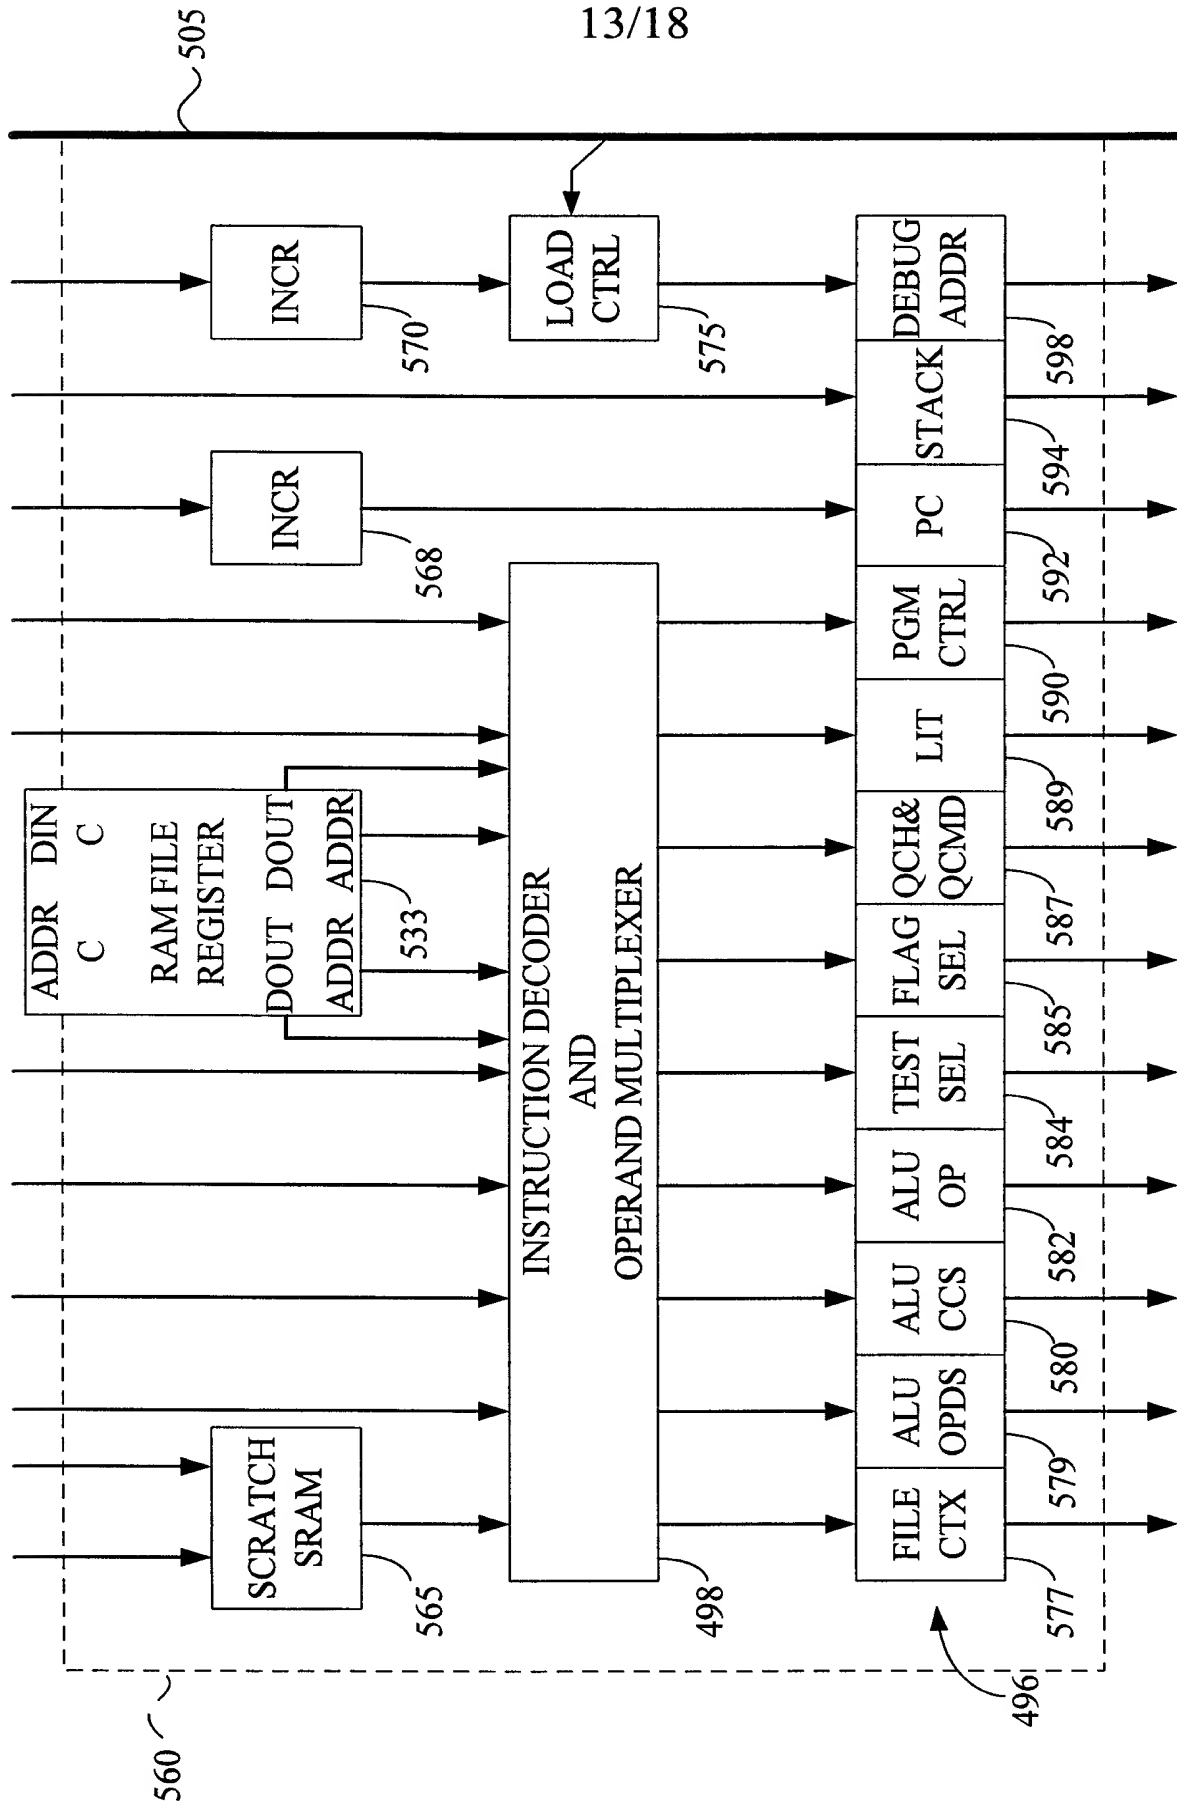 13/18
505
560
ADDR DIN
C C
RAM FILE
REGISTER
DOUT DOUT
ADDR ADDR
533
SCRATCH
SRAM
565
INCR
568
INCR
570
INSTRUCTION DECODER
AND
OPERAND MULTIPLEXER
498
LOAD
CTRL
575
496
FILE
CTX
577
ALU
OPDS
579
ALU
CCS
580
ALU
OP
582
TEST
SEL
584
FLAG
SEL
585
QCH&
QCMD
587
LIT
589
PGM
CTRL
590
PC
592
STACK
594
DEBUG
ADDR
598